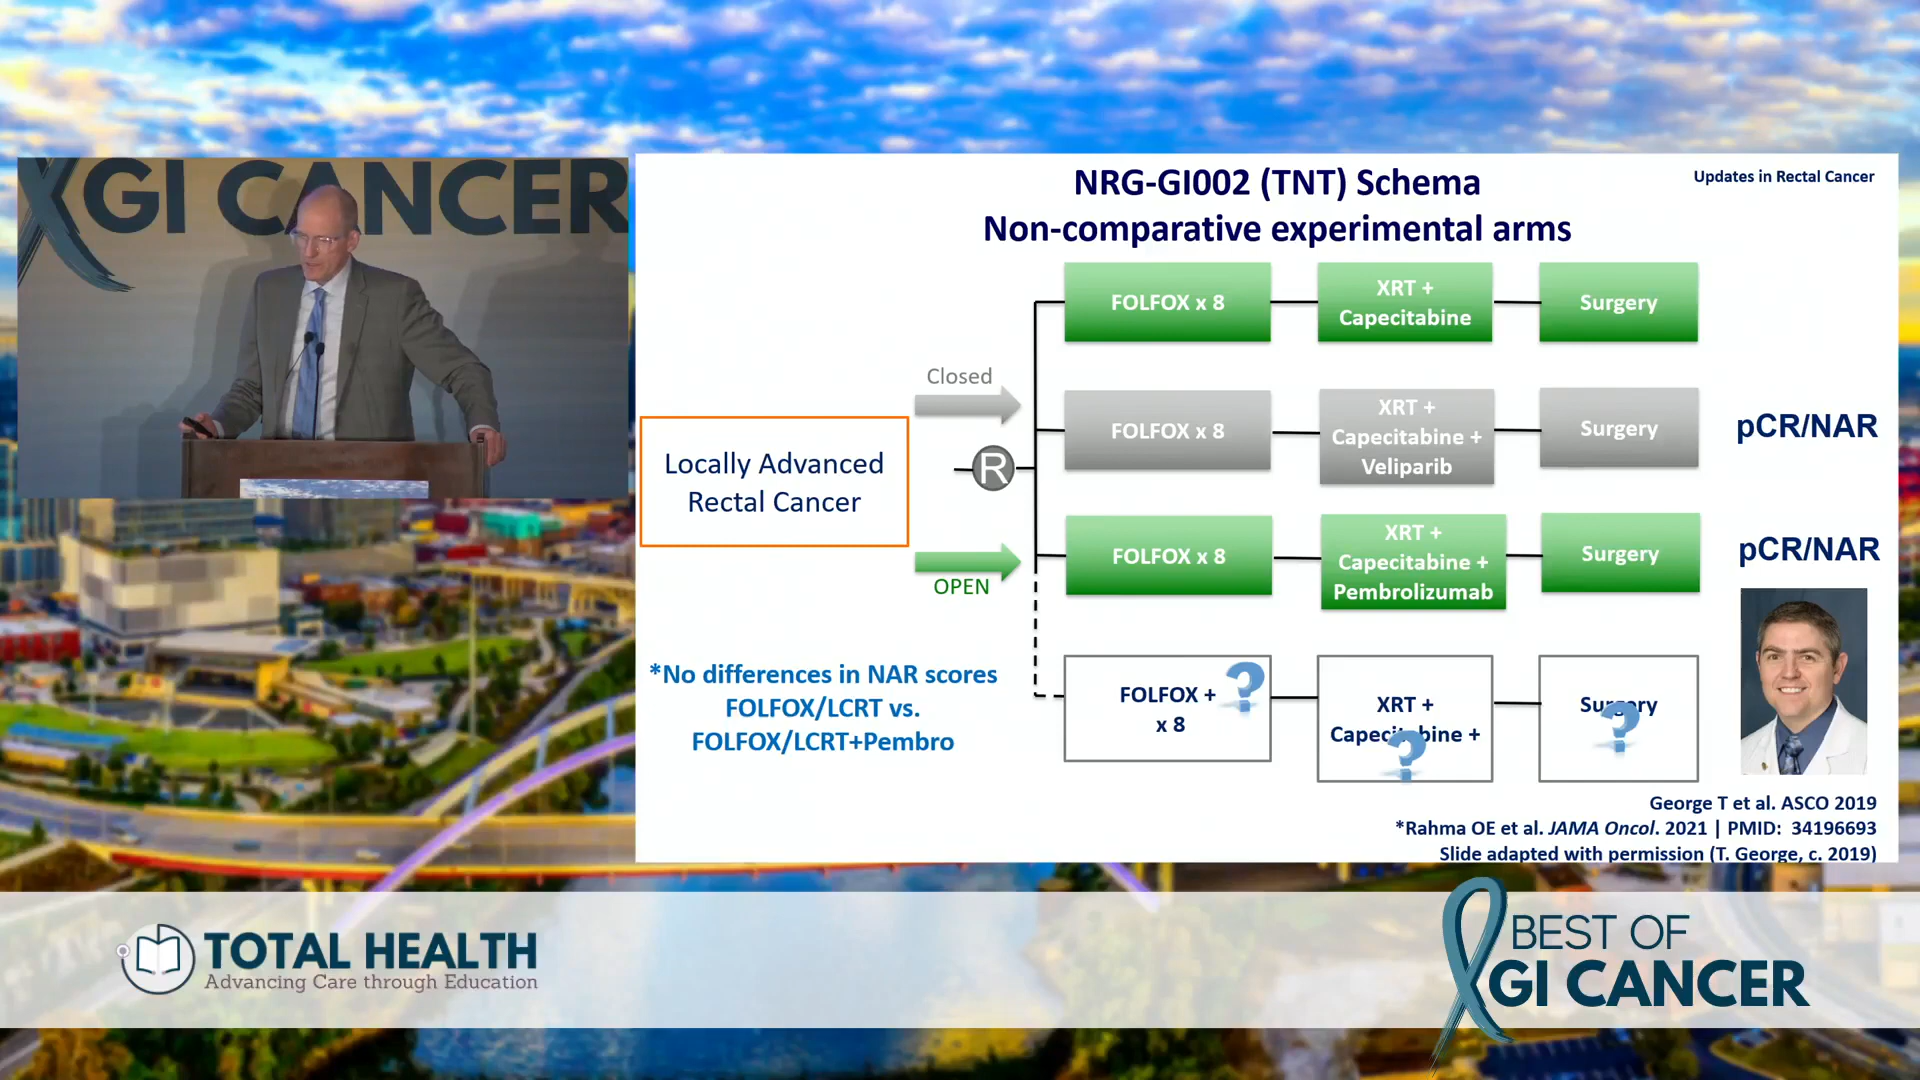 GI CANCER
NRG-GI002 (TNT) Schema
Non-comparative experimental arms
Updates in Rectal Cancer
FOLFOX x 8
XRT +
Capecitabine
Surgery
Closed
FOLFOX x 8
XRT +
Capecitabine +
Veliparib
Surgery
pCR/NAR
Locally Advanced
Rectal Cancer
R
OPEN
FOLFOX x 8
XRT +
Capecitabine +
Pembrolizumab
Surgery
pCR/NAR
*No differences in NAR scores
FOLFOX/LCRT vs.
FOLFOX/LCRT+Pembro
FOLFOX + ?
x 8
XRT +
Capecitabine +
?
Surgery
?
George T et al. ASCO 2019
*Rahma OE et al. JAMA Oncol. 2021 | PMID: 34196693
Slide adapted with permission (T. George, c. 2019)
TOTAL HEALTH
Advancing Care through Education
BEST OF
GI CANCER